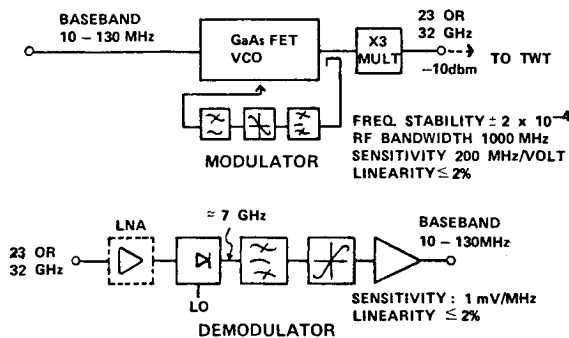 BASEBAND
10 – 130 MHz
GaAs FET
VCO
X3
MULT
23 OR
32 GHz
–10dbm
TO TWT
FREQ. STABILITY ± 2 x 10⁻⁴
RF BANDWIDTH 1000 MHz
SENSITIVITY 200 MHz/VOLT
LINEARITY ≤ 2%
MODULATOR
≈ 7 GHz
LNA
BASEBAND
10 – 130MHz
23 OR
32 GHz
LO
SENSITIVITY : 1 mV/MHz
LINEARITY ≤ 2%
DEMODULATOR